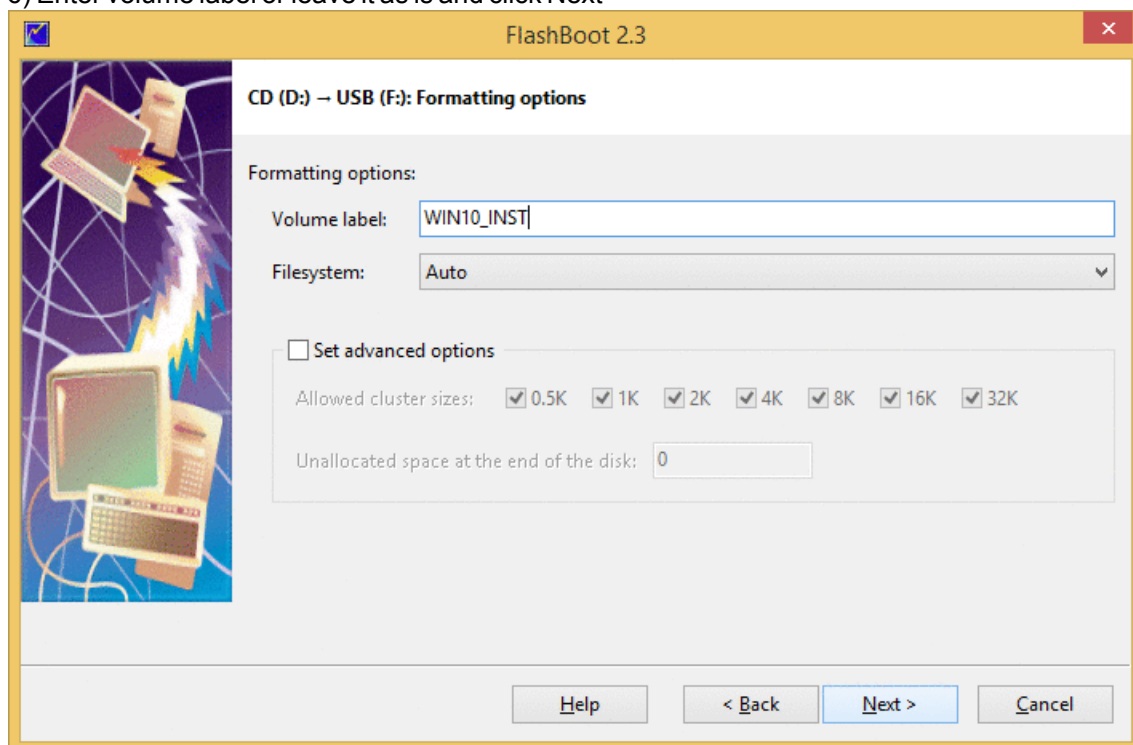 FlashBoot 2.3
CD (D:) → USB (F:): Formatting options
Formatting options:
Volume label: WIN10_INST
Filesystem: Auto
Set advanced options
Allowed cluster sizes: 0.5K 1K 2K 4K 8K 16K 32K
Unallocated space at the end of the disk: 0
Help < Back Next > Cancel